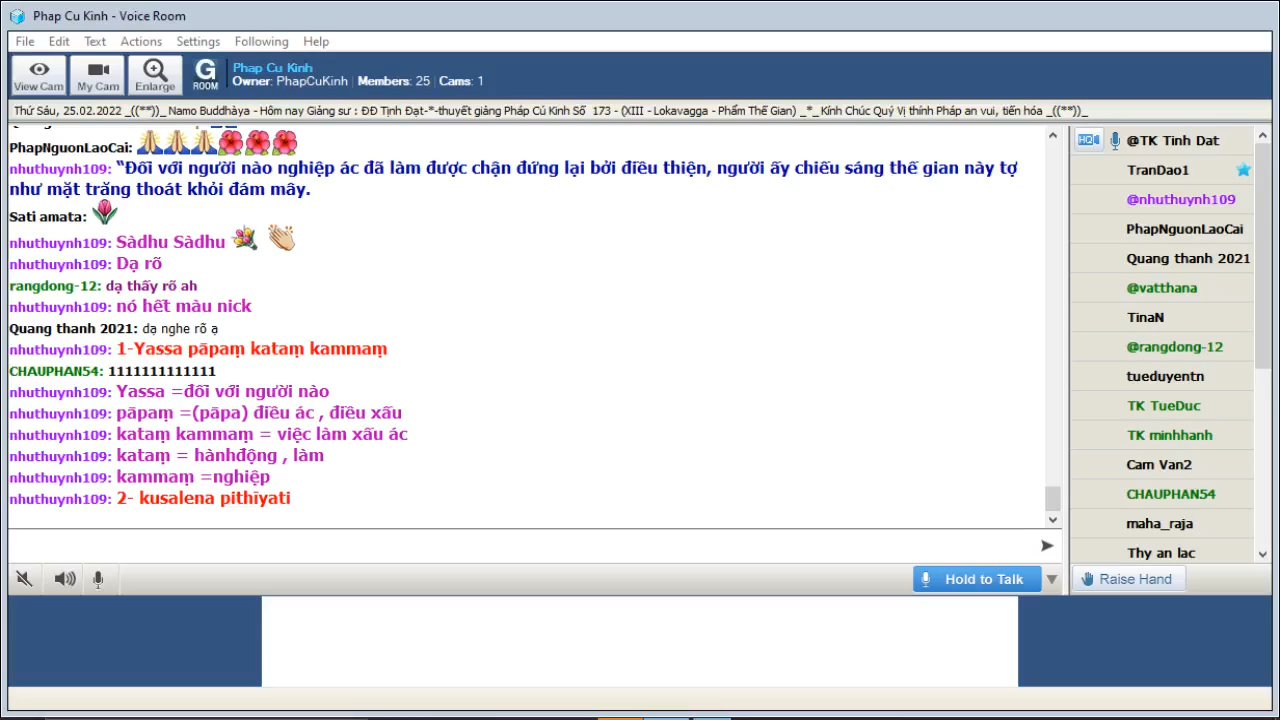 Phap Cu Kinh - Voice Room
File Edit Text Actions Settings Following Help
View Cam My Cam Enlarge G ROOM
Phap Cu Kinh
Owner: PhapCuKinh | Members: 25 | Cams: 1
Thứ Sáu, 25.02.2022 _((**))_ Namo Buddhàya - Hôm nay Giảng sư : ĐĐ Tịnh Đạt-*-thuyết giảng Pháp Cú Kinh Số 173 - (XIII - Lokavagga - Phẩm Thế Gian) _*_ Kính Chúc Quý Vị thính Pháp an vui, tiến hóa _((**))_
PhapNguonLaoCai:
nhuthuynh109: “Đối với người nào nghiệp ác đã làm được chận đứng lại bởi điều thiện, người ấy chiếu sáng thế gian này tợ
như mặt trăng thoát khỏi đám mây.
Sati amata:
nhuthuynh109: Sàdhu Sàdhu
nhuthuynh109: Dạ rõ
rangdong-12: dạ thấy rõ ah
nhuthuynh109: nó hết màu nick
Quang thanh 2021: dạ nghe rõ ạ
nhuthuynh109: 1-Yassa pāpaṃ kataṃ kammaṃ
CHAUPHAN54: 1111111111111
nhuthuynh109: Yassa =đối với người nào
nhuthuynh109: pāpaṃ =(pāpa) điều ác , điều xấu
nhuthuynh109: kataṃ kammaṃ = việc làm xấu ác
nhuthuynh109: kataṃ = hànhđộng , làm
nhuthuynh109: kammaṃ =nghiệp
nhuthuynh109: 2- kusalena pithīyati
Hold to Talk
HQ @TK Tinh Dat
TranDao1
@nhuthuynh109
PhapNguonLaoCai
Quang thanh 2021
@vatthana
TinaN
@rangdong-12
tueduyentn
TK TueDuc
TK minhhanh
Cam Van2
CHAUPHAN54
maha_raja
Thy an lac
Raise Hand